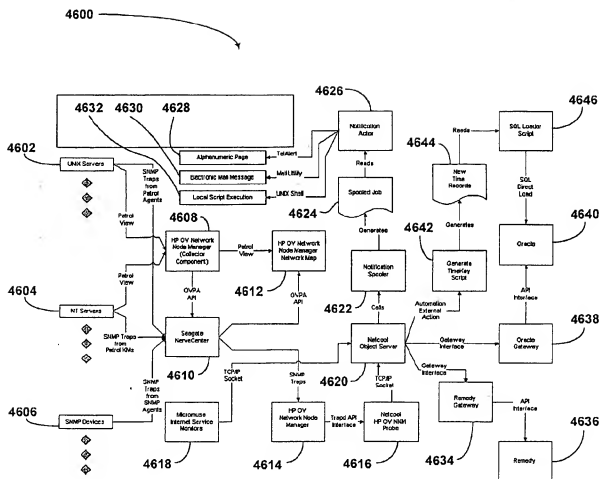 4600
4632
4630
4628
4626
4646
4602
UNIX Servers
Alphanumeric Page
TelAlert
Notification
Actor
Reads
SQL Loader
Script
4644
Electronic Mail Message
Mail Utility
Local Script Execution
UNIX Shell
SNMP
Traps
from
Patrol
Agents
Reads
Spooled Job
4624
New
Time
Records
SQL
Direct
Load
4608
Patrol
View
HP OV Network
Node Manager
(Collector
Component)
Patrol
View
HP OV Network
Node Manager
Network Map
4612
Generates
4642
Generates
Oracle
4640
Notification
Spooler
4622
Generate
TimeKey
Script
4604
NT Servers
Patrol
View
OVPA
API
OVPA
API
Calls
Automation
External
Action
API
Interface
4638
SNMP Traps
from
Patrol KMs
Seagate
NerveCenter
4610
Netcool
Object Server
4620
Gateway
Interface
Oracle
Gateway
4606
SNMP Devices
SNMP
Traps
from
SNMP
Agents
TCP/IP
Socket
SNMP
Traps
TCP/IP
Socket
Gateway
Interface
Micromuse
Internet Service
Monitors
4618
HP OV
Network Node
Manager
4614
Trapd API
Interface
Netcool
HP OV NNM
Probe
4616
Remedy
Gateway
4634
API
Interface
4636
Remedy